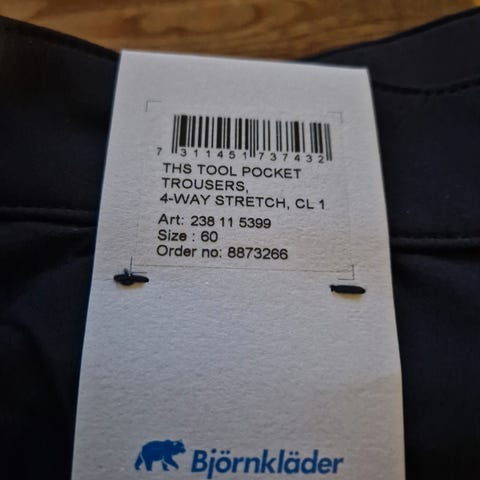 7 311451 737432
THS TOOL POCKET
TROUSERS,
4-WAY STRETCH, CL 1
Art: 238 11 5399
Size : 60
Order no: 8873266
Björnkläder